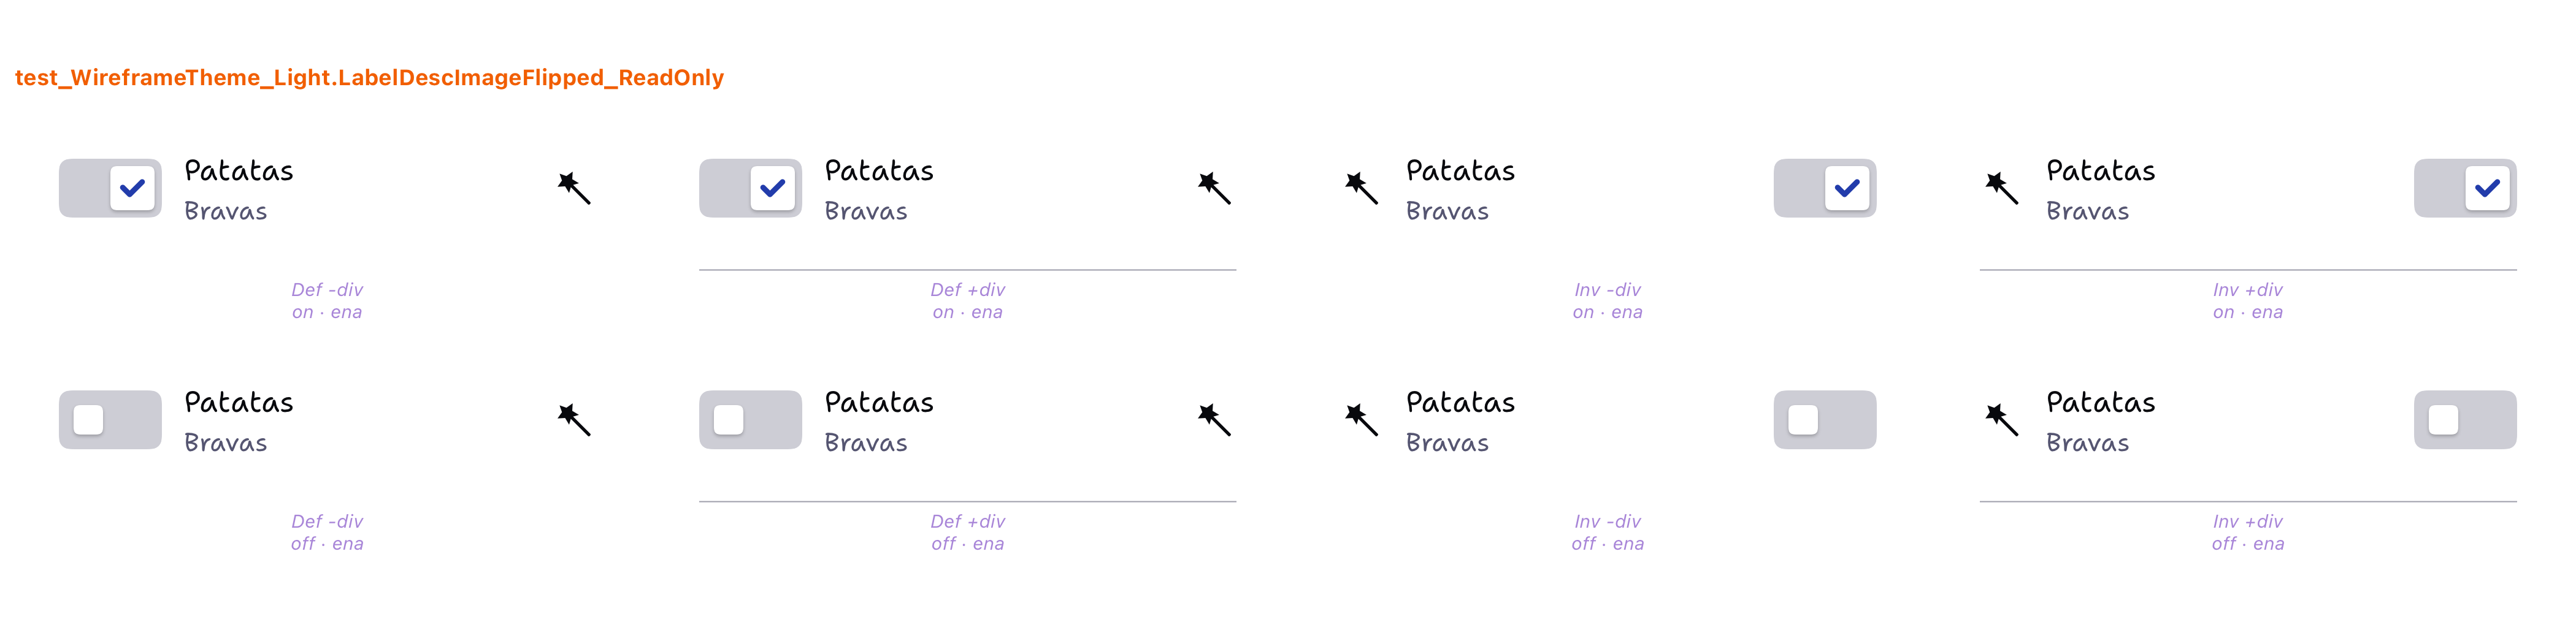 test_WireframeTheme_Light.LabelDescImageFlipped_ReadOnly
Patatas
Bravas
Def -div
on · ena
Patatas
Bravas
Def +div
on · ena
Patatas
Bravas
Inv -div
on · ena
Patatas
Bravas
Inv +div
on · ena
Patatas
Bravas
Def -div
off · ena
Patatas
Bravas
Def +div
off · ena
Patatas
Bravas
Inv -div
off · ena
Patatas
Bravas
Inv +div
off · ena